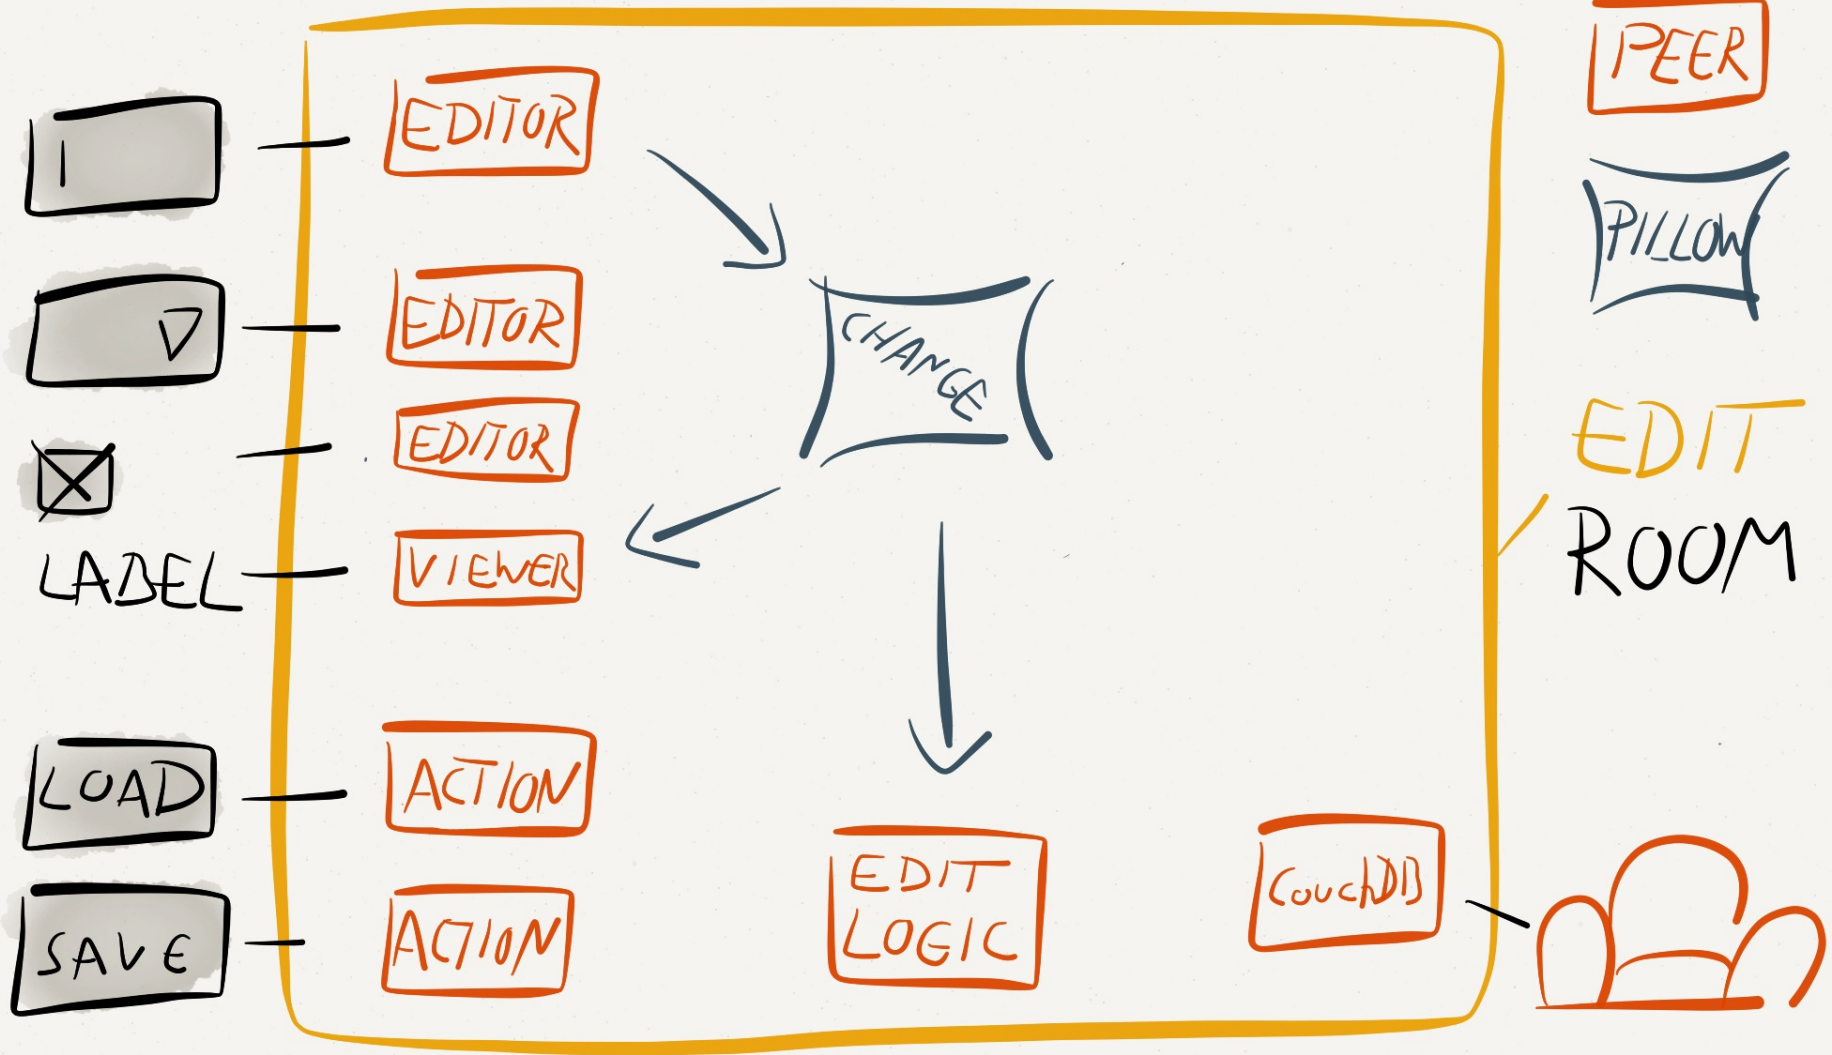 EDITOR
EDITOR
EDITOR
LABEL
VIEWER
LOAD
ACTION
SAVE
ACTION
CHANGE
EDIT
LOGIC
CouchDB
PEER
PILLOW
EDIT
ROOM